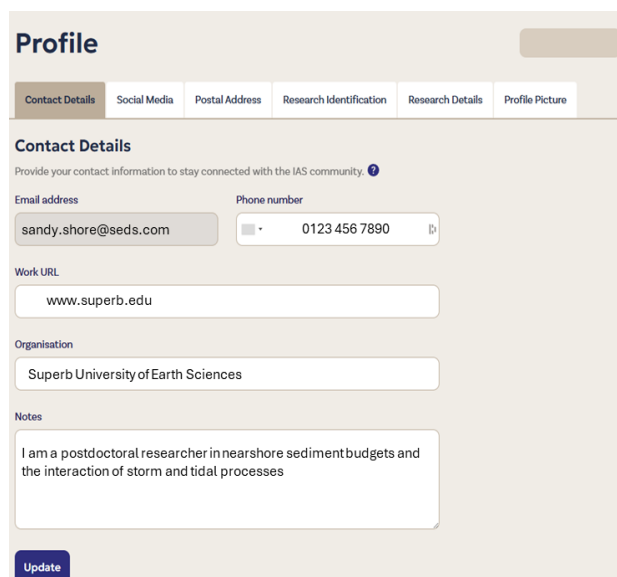 Profile
Contact Details
Social Media
Postal Address
Research Identification
Research Details
Profile Picture
Contact Details
Provide your contact information to stay connected with the IAS community. ?
Email address
Phone number
sandy.shore@seds.com
0123 456 7890
Work URL
www.superb.edu
Organisation
Superb University of Earth Sciences
Notes
I am a postdoctoral researcher in nearshore sediment budgets and
the interaction of storm and tidal processes
Update